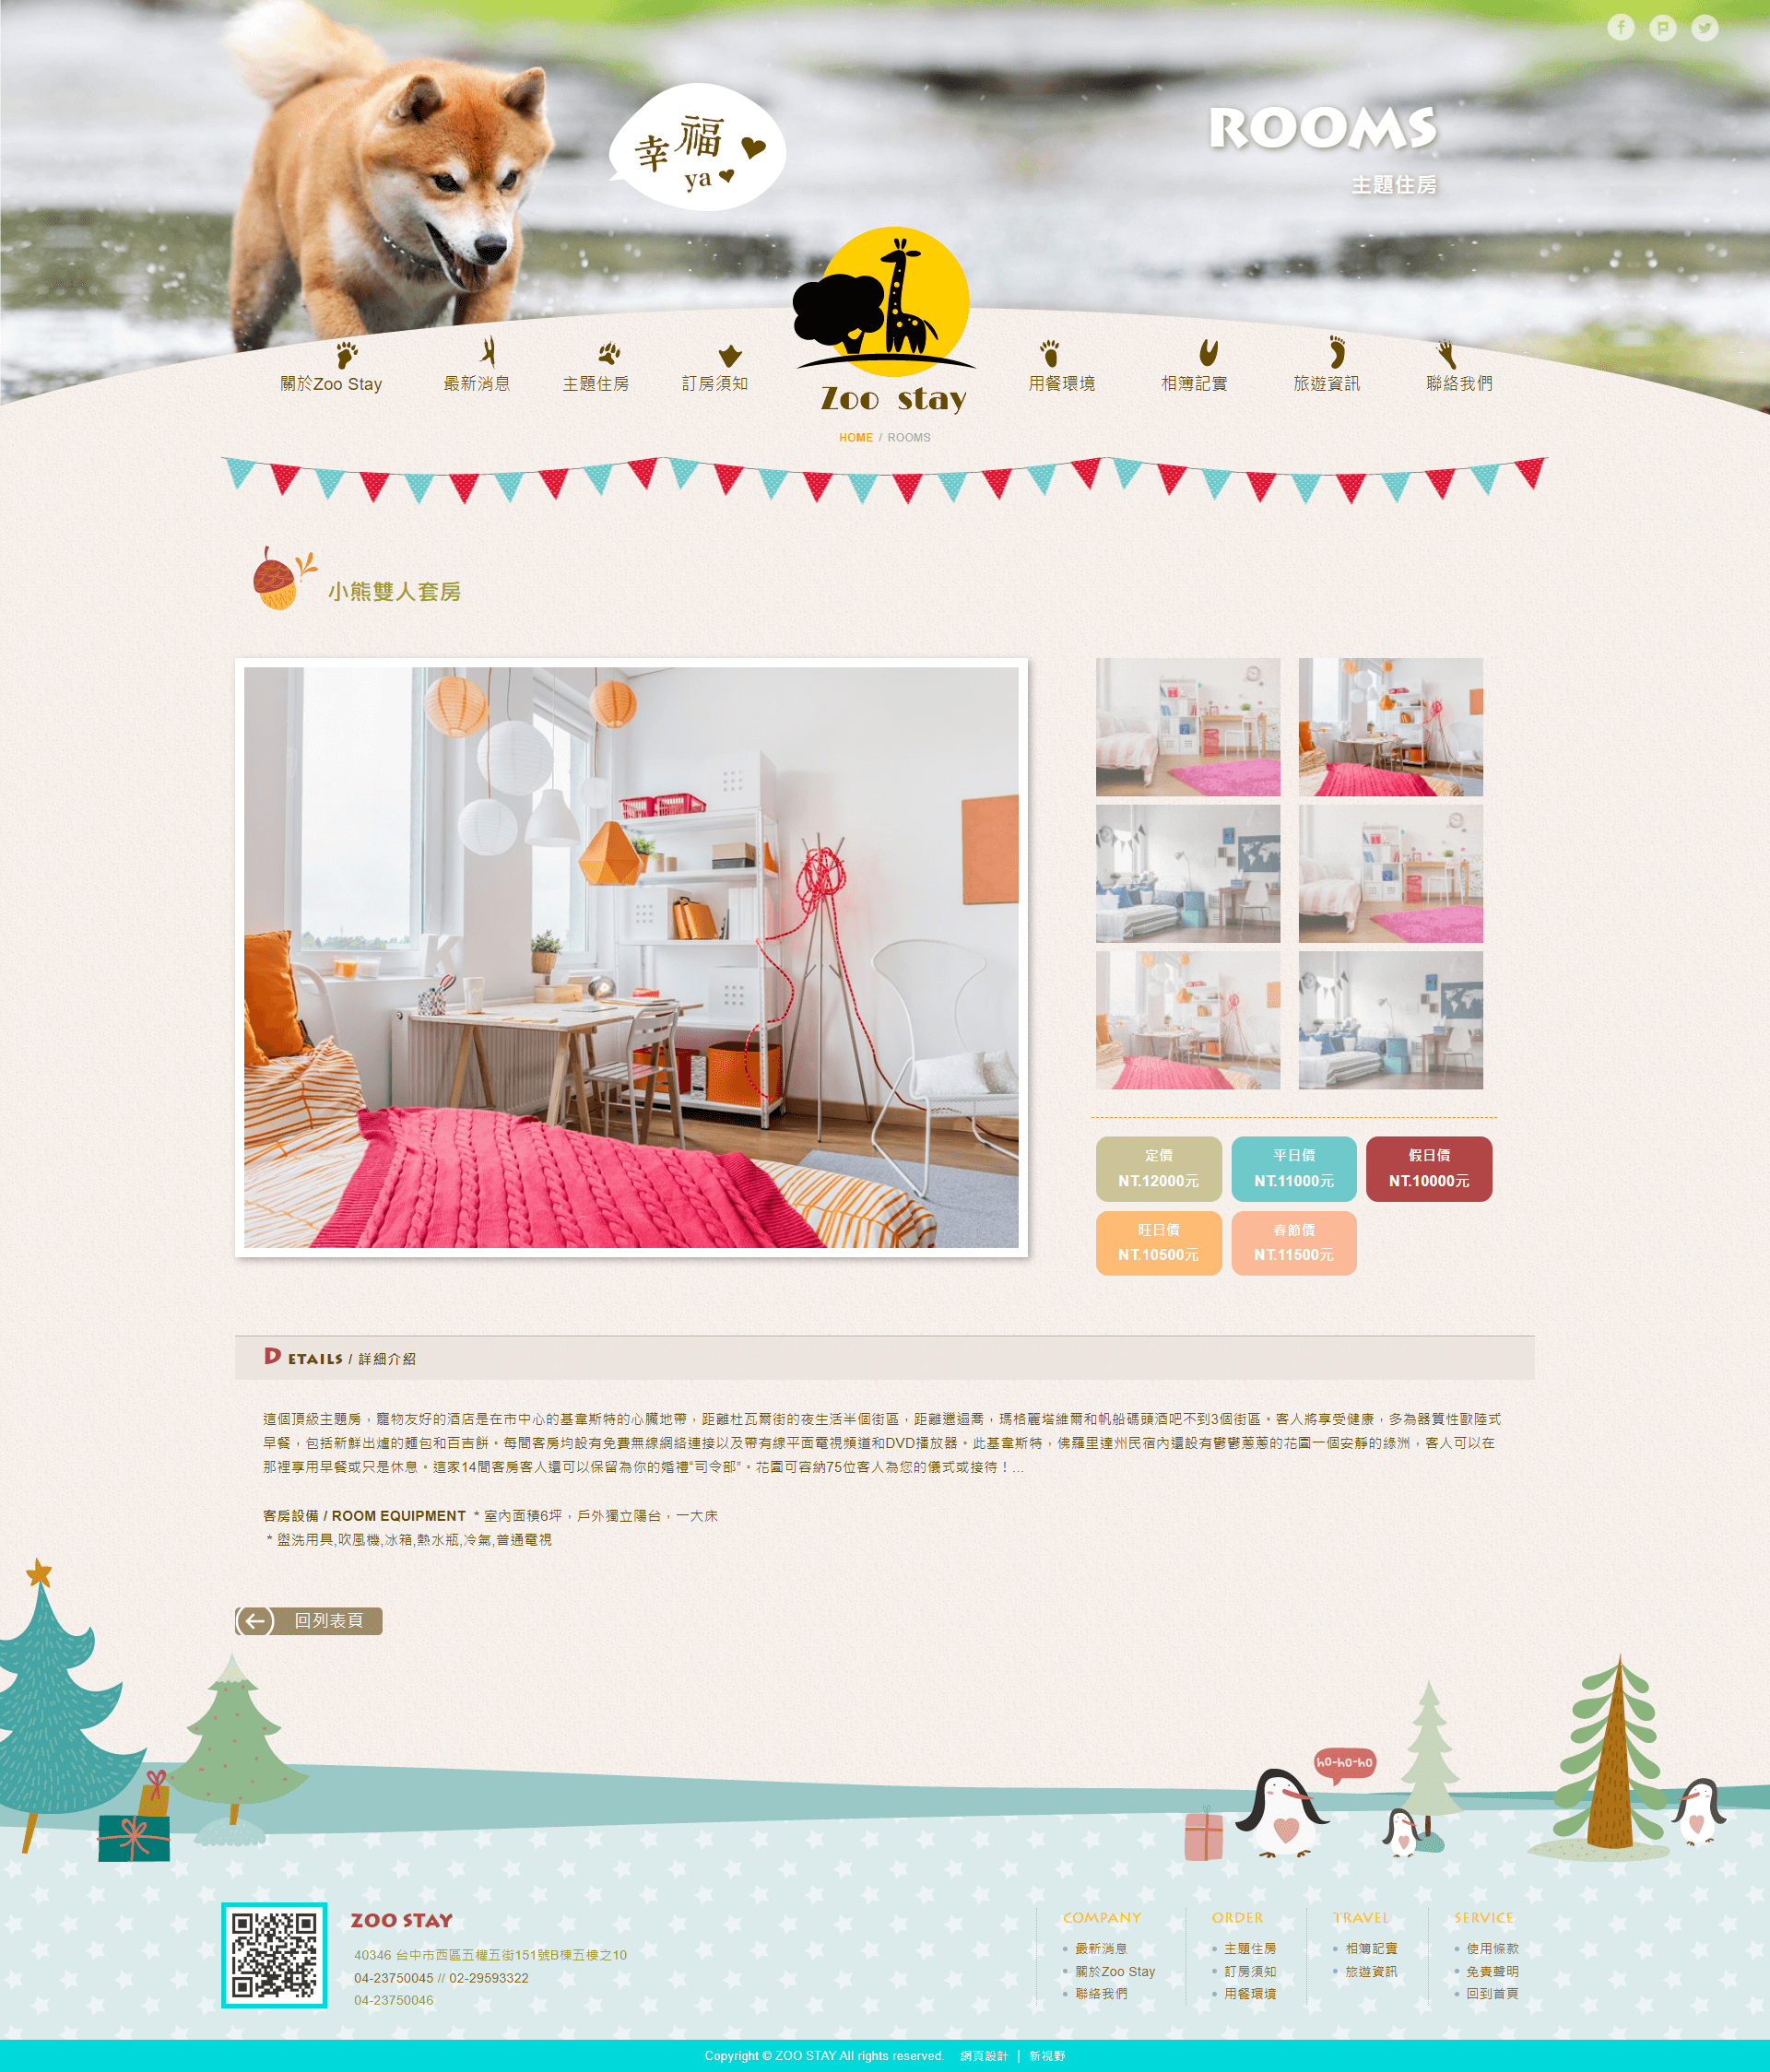 幸福
ya
ROOMS
主題住房
關於Zoo Stay
最新消息
主題住房
訂房須知
Zoo stay
用餐環境
相簿記實
旅遊資訊
聯絡我們
HOME / ROOMS
小熊雙人套房
定價
NT.12000元
平日價
NT.11000元
假日價
NT.10000元
旺日價
NT.10500元
春節價
NT.11500元
DETAILS / 詳細介紹
這個頂級主題房，寵物友好的酒店是在市中心的基韋斯特的心臟地帶，距離杜瓦爾街的夜生活半個街區，距離邋遢喬，瑪格麗塔維爾和帆船碼頭酒吧不到3個街區。客人將享受健康，多為器質性歐陸式
早餐，包括新鮮出爐的麵包和百吉餅。每間客房均設有免費無線網絡連接以及帶有線平面電視頻道和DVD播放器。此基韋斯特，佛羅里達州民宿內還設有鬱鬱蔥蔥的花園一個安靜的綠洲，客人可以在
那裡享用早餐或只是休息。這家14間客房客人還可以保留為你的婚禮“司令部”。花園可容納75位客人為您的儀式或接待！...
客房設備 / ROOM EQUIPMENT * 室內面積6坪，戶外獨立陽台，一大床
* 盥洗用具,吹風機,冰箱,熱水瓶,冷氣,普通電視
回列表頁
ho-ho-ho
ZOO STAY
40346 台中市西區五權五街151號B棟五樓之10
04-23750045 // 02-29593322
04-23750046
COMPANY
最新消息
關於Zoo Stay
聯絡我們
ORDER
主題住房
訂房須知
用餐環境
TRAVEL
相簿記實
旅遊資訊
SERVICE
使用條款
免責聲明
回到首頁
Copyright © ZOO STAY All rights reserved. 網頁設計 | 新視野